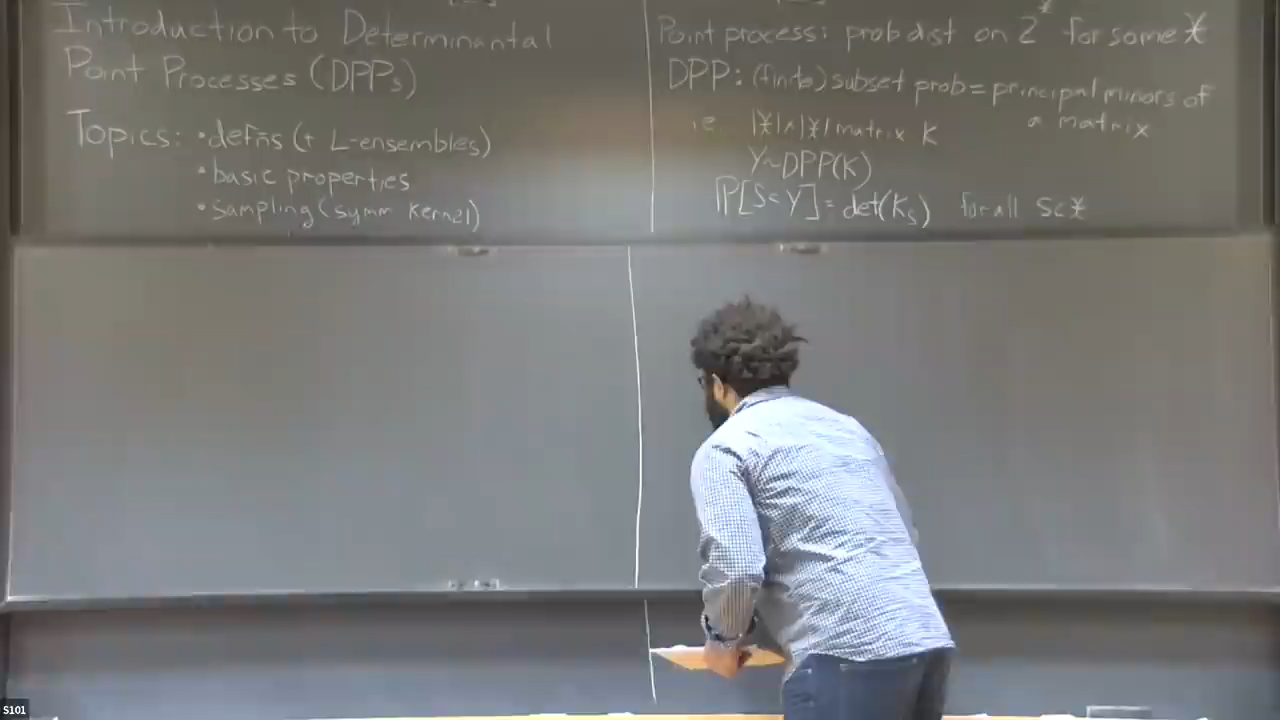 Introduction to Determinantal
Point Processes (DPPs)
Topics: • defns (+ L-ensembles)
• basic properties
• sampling (symm kernel)
Point process: prob dist on 2^X for some X
DPP: (finite) subset prob = principal minors of
a matrix
i.e. |X|×|X| matrix K
Y~DPP(K)
P[S⊂Y] = det(K_S) for all S⊂X
S101